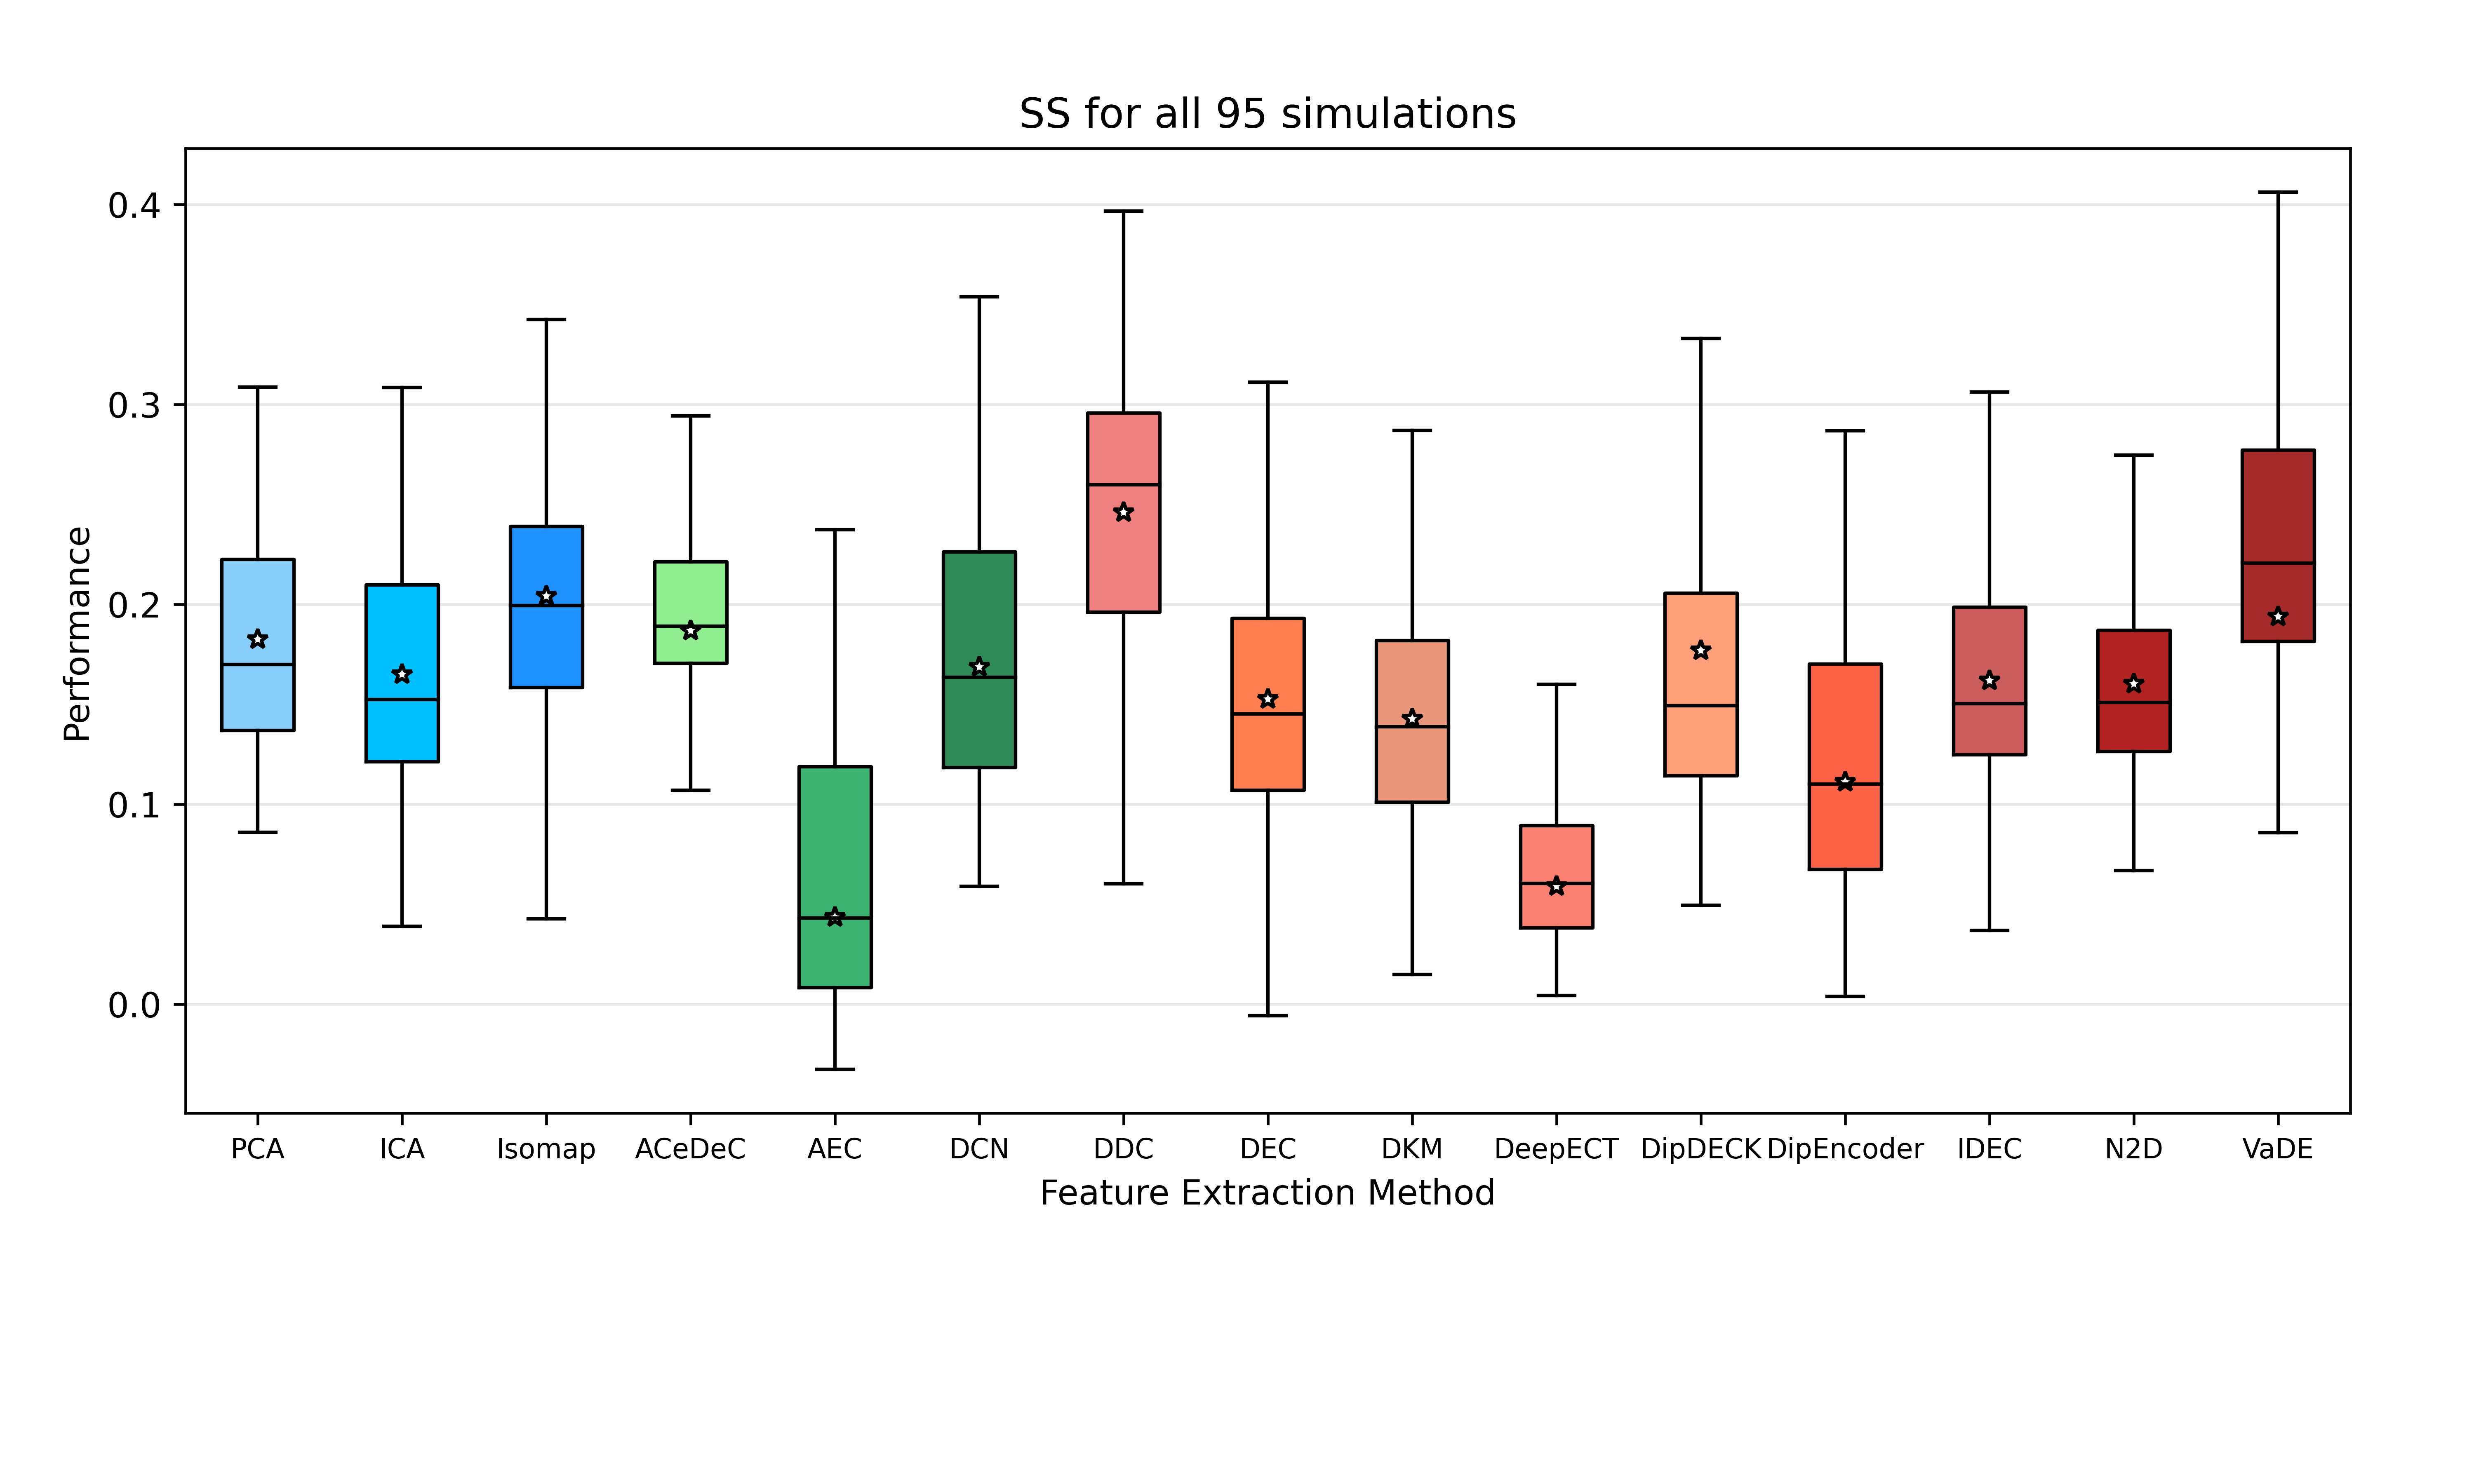 SS for all 95 simulations
0.4
0.3
0.2
0.1
0.0
Performance
PCA ICA Isomap ACeDeC AEC DCN DDC DEC DKM DeepECT DipDECK DipEncoder IDEC N2D VaDE
Feature Extraction Method